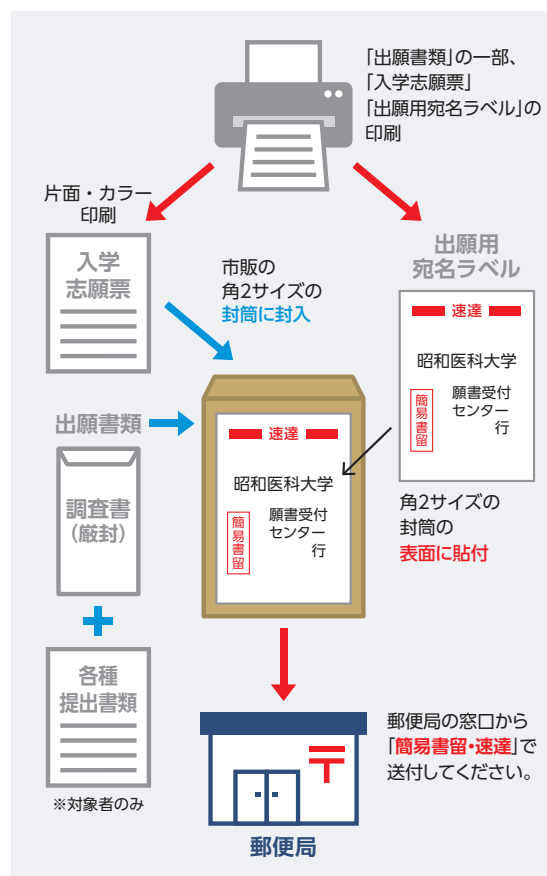 「出願書類」の一部、
「入学志願票」
「出願用宛名ラベル」の
印刷
片面・カラー
印刷
入学
志願票
市販の
角2サイズの
封筒に封入
出願用
宛名ラベル
速達
昭和医科大学
簡易書留
願書受付
センター
行
角2サイズの
封筒の
表面に貼付
出願書類
調査書
（厳封）
速達
昭和医科大学
簡易書留
願書受付
センター
行
各種
提出書類
※対象者のみ
郵便局の窓口から
「簡易書留・速達」で
送付してください。
〒
郵便局